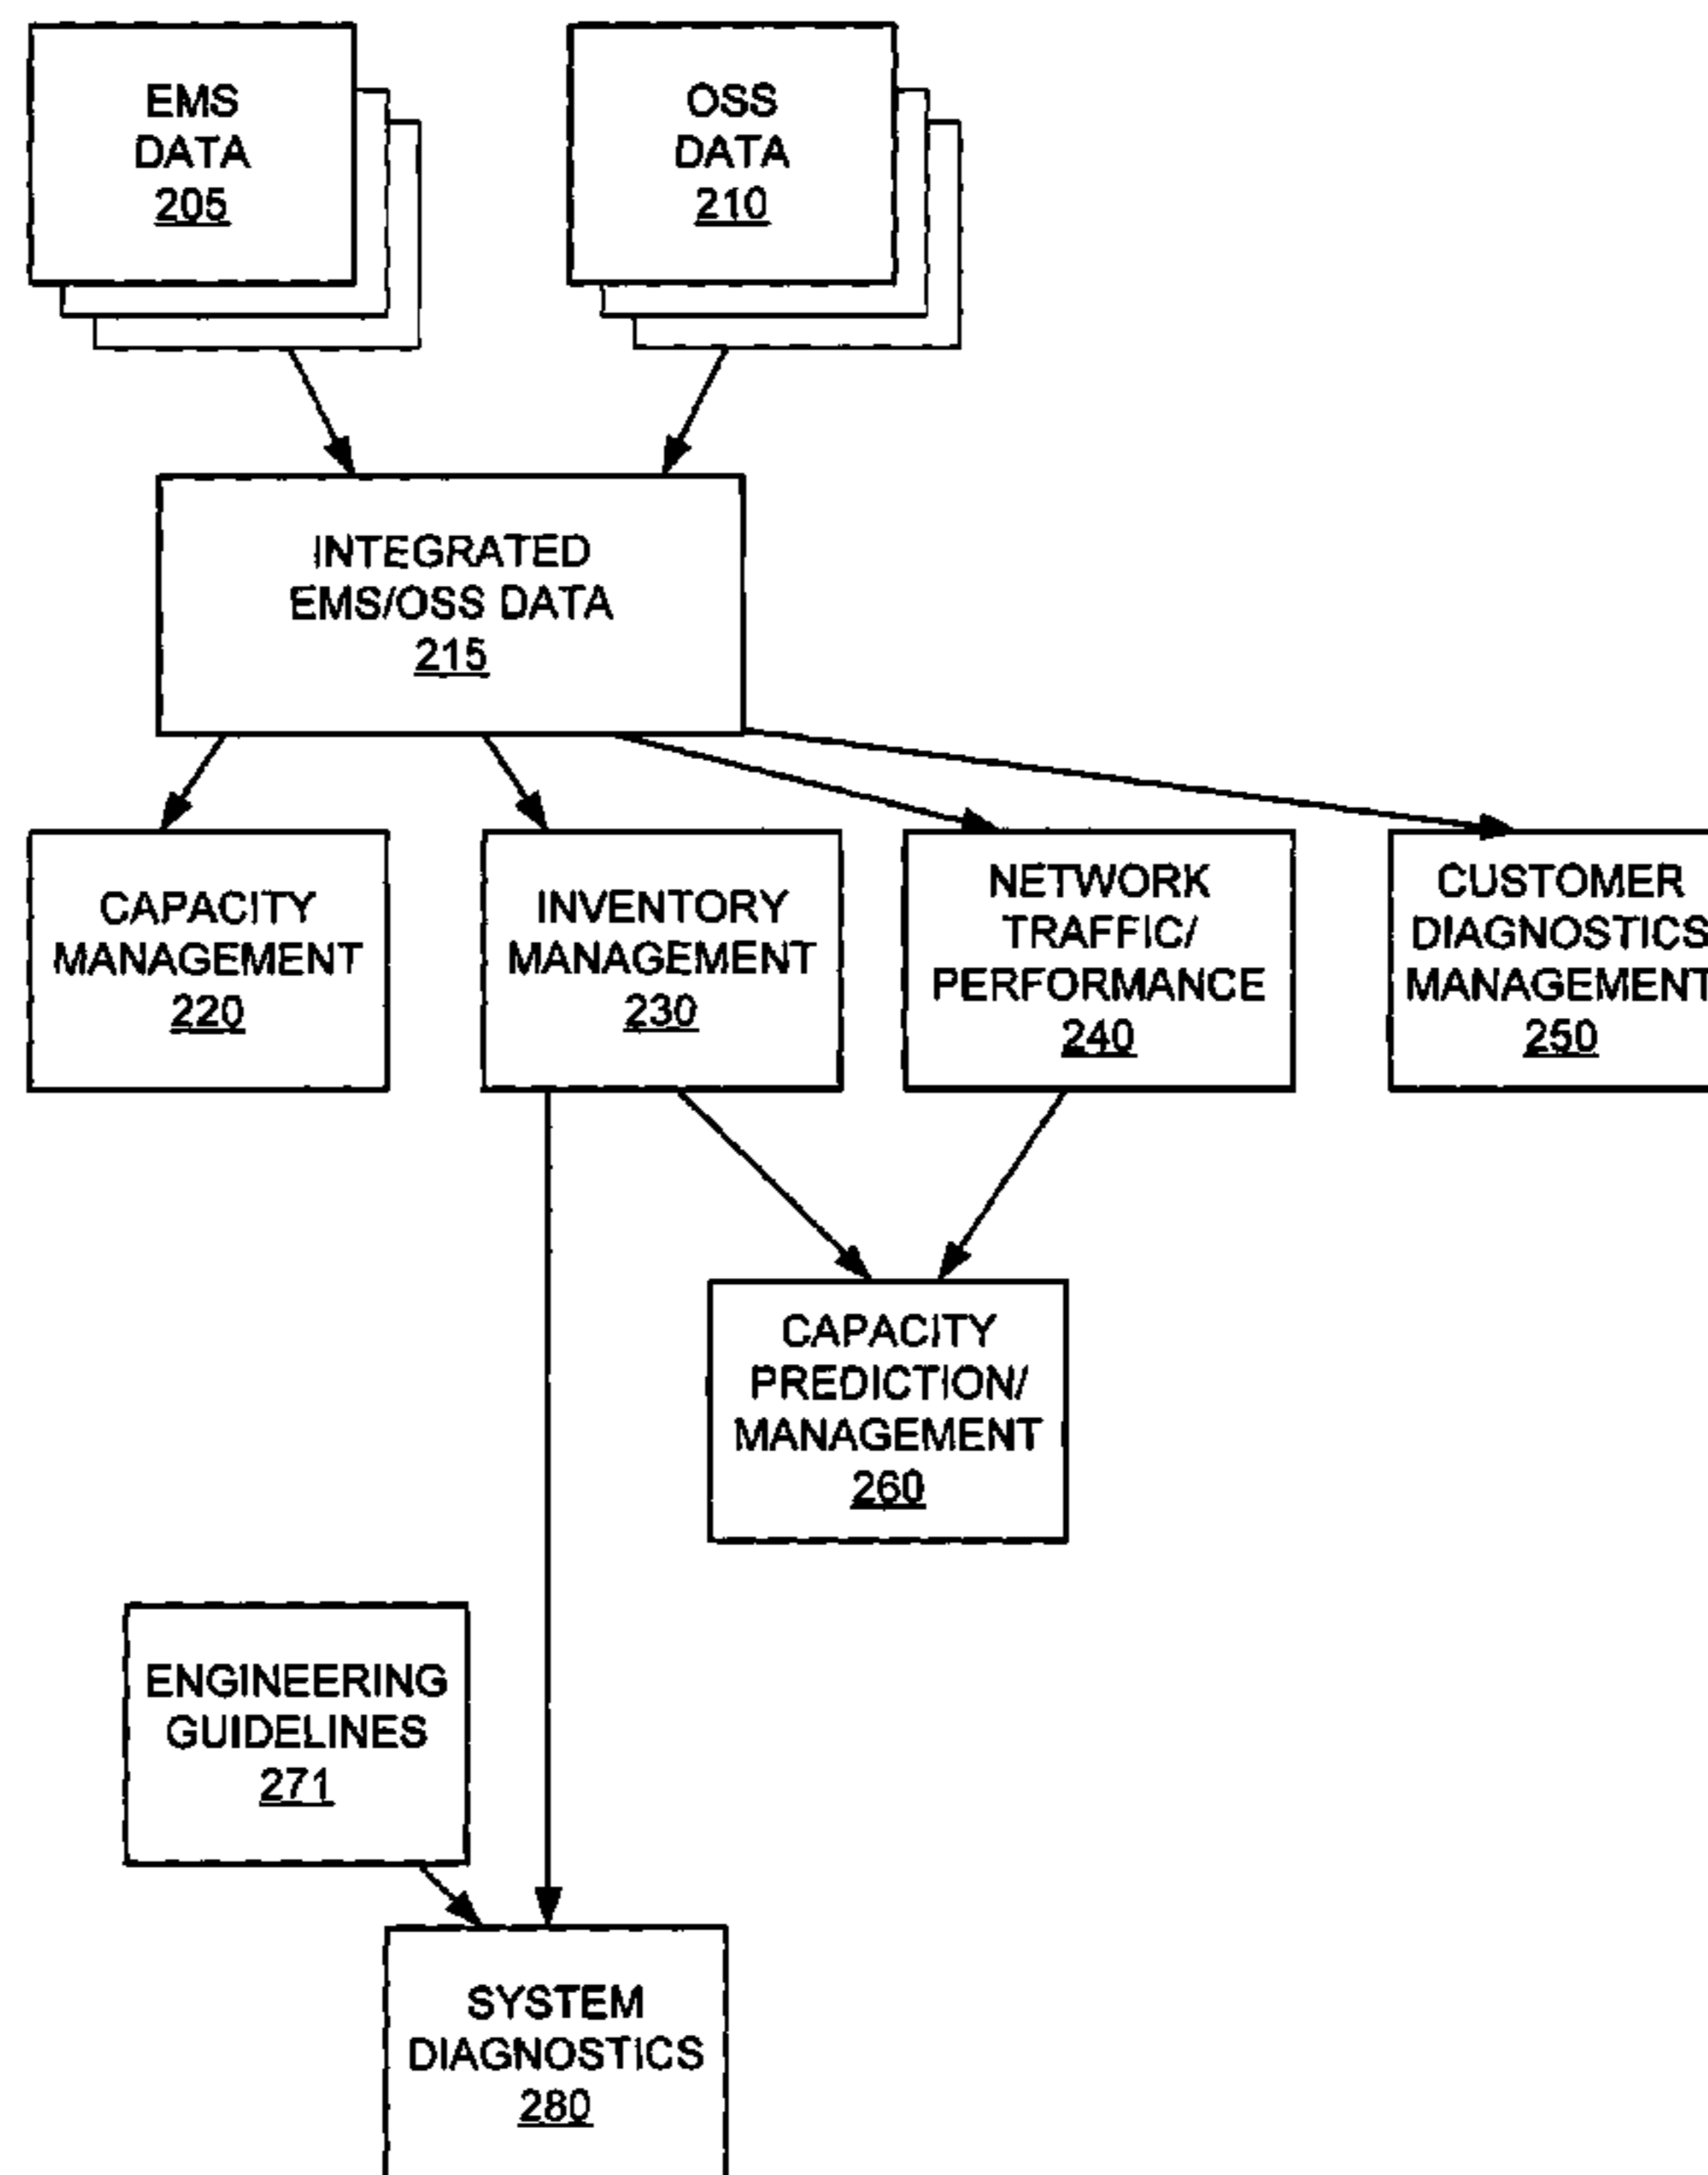 EMS
DATA
205
OSS
DATA
210
INTEGRATED
EMS/OSS DATA
215
CAPACITY
MANAGEMENT
220
INVENTORY
MANAGEMENT
230
NETWORK
TRAFFIC/
PERFORMANCE
240
CUSTOMER
DIAGNOSTICS
MANAGEMENT
250
CAPACITY
PREDICTION/
MANAGEMENT
260
ENGINEERING
GUIDELINES
271
SYSTEM
DIAGNOSTICS
280